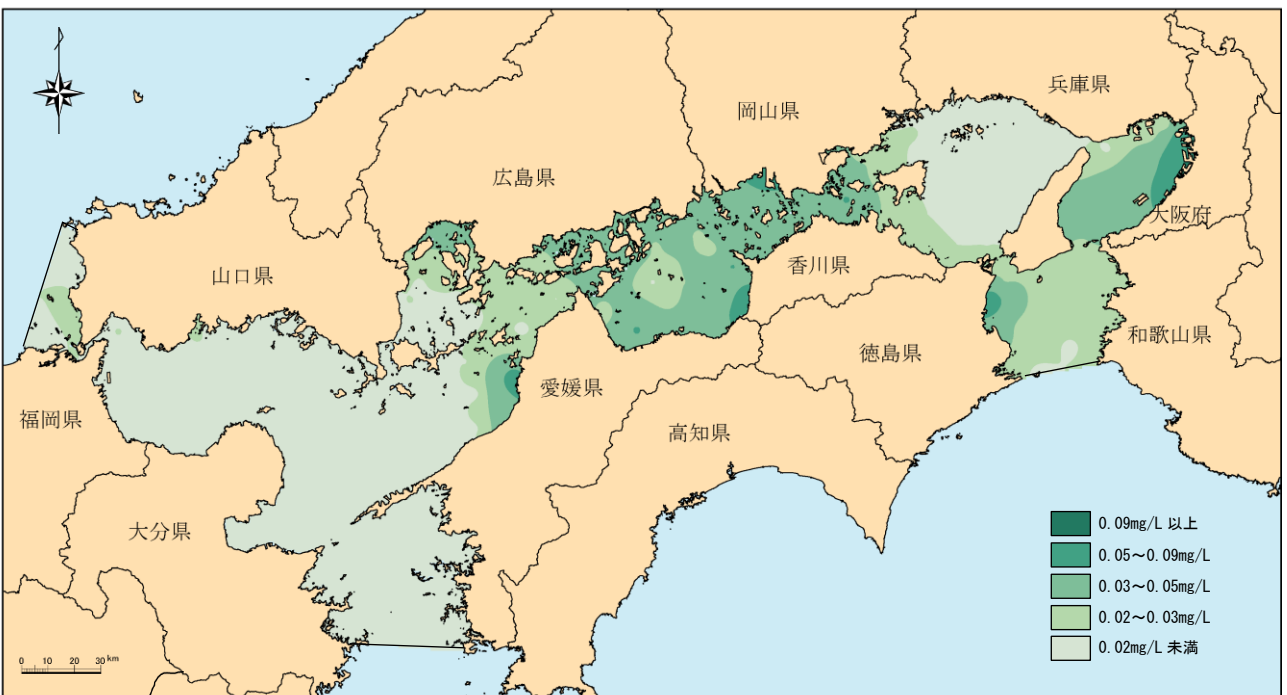 兵庫県
岡山県
広島県
大阪府
山口県
香川県
和歌山県
徳島県
愛媛県
福岡県
高知県
大分県
0.09mg/L 以上
0.05～0.09mg/L
0.03～0.05mg/L
0.02～0.03mg/L
0.02mg/L 未満
0 10 20 30 km